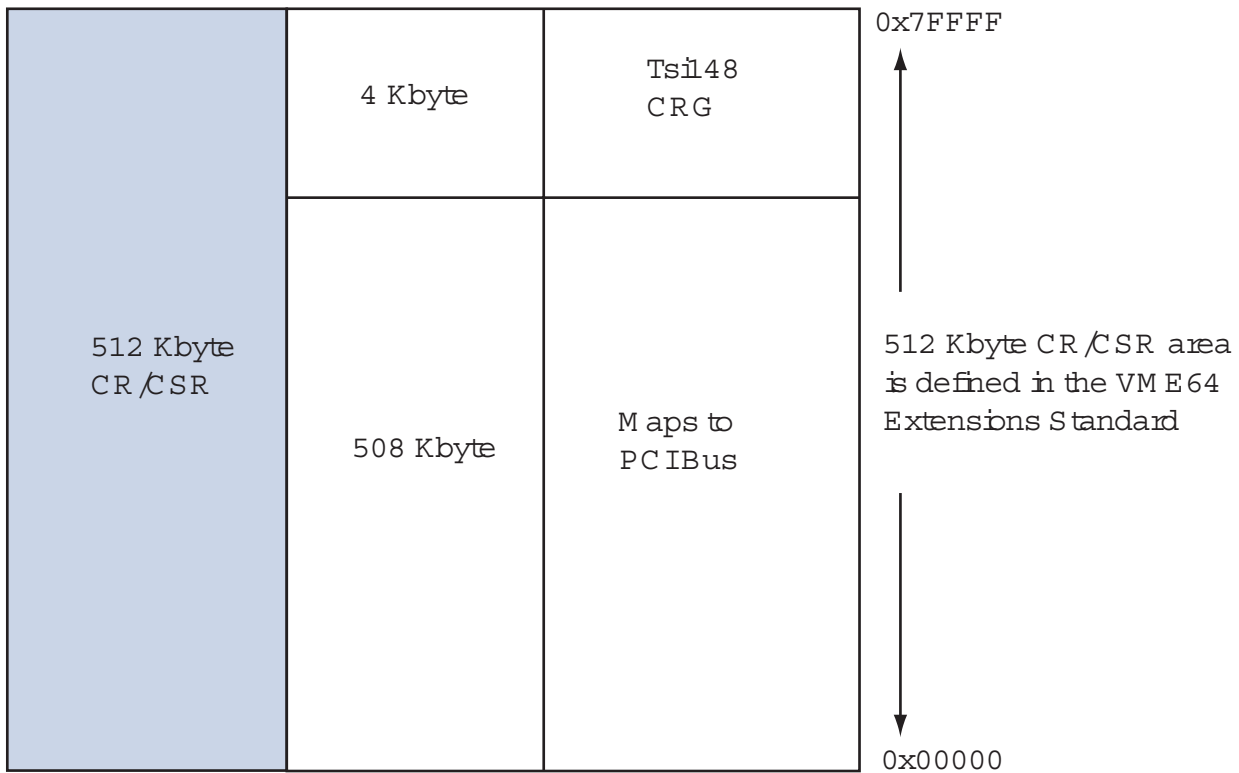 0x7FFFF
4 Kbyte
Tsi148
CRG
512 Kbyte
CR/CSR
508 Kbyte
Maps to
PCI Bus
512 Kbyte CR/CSR area
is defined in the VME64
Extensions Standard
0x00000